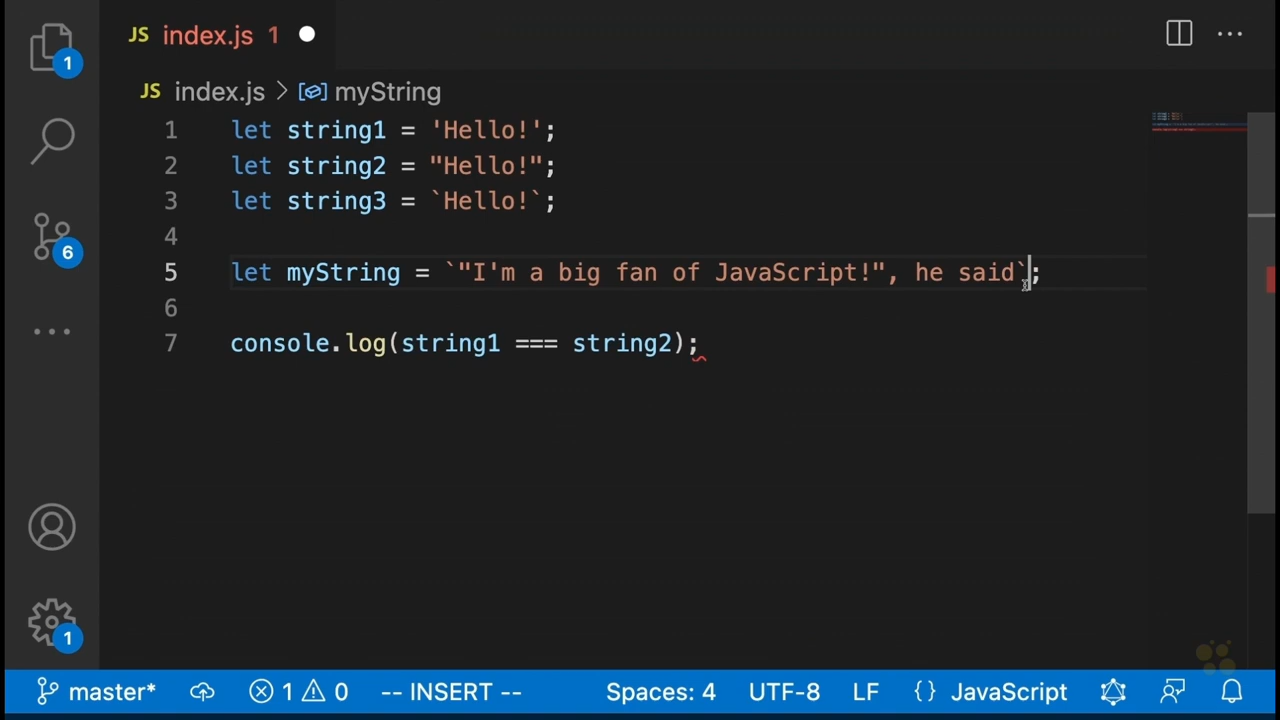 JS index.js 1
1
JS index.js > myString
1 let string1 = 'Hello!';
2 let string2 = "Hello!";
3 let string3 = `Hello!`;
4
5 let myString = `"I'm a big fan of JavaScript!", he said`;
6
7 console.log(string1 === string2);
6
1
master* 1 0 -- INSERT -- Spaces: 4 UTF-8 LF {} JavaScript